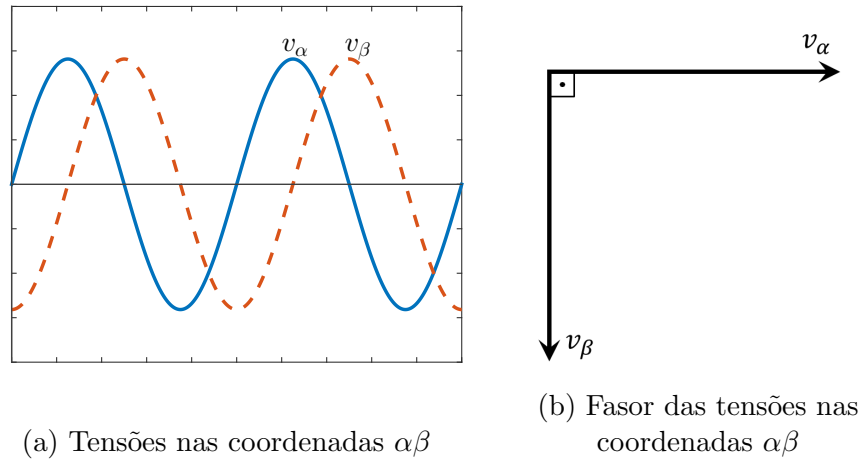 vα vβ
vα
vβ
(a) Tensões nas coordenadas αβ
(b) Fasor das tensões nas
coordenadas αβ